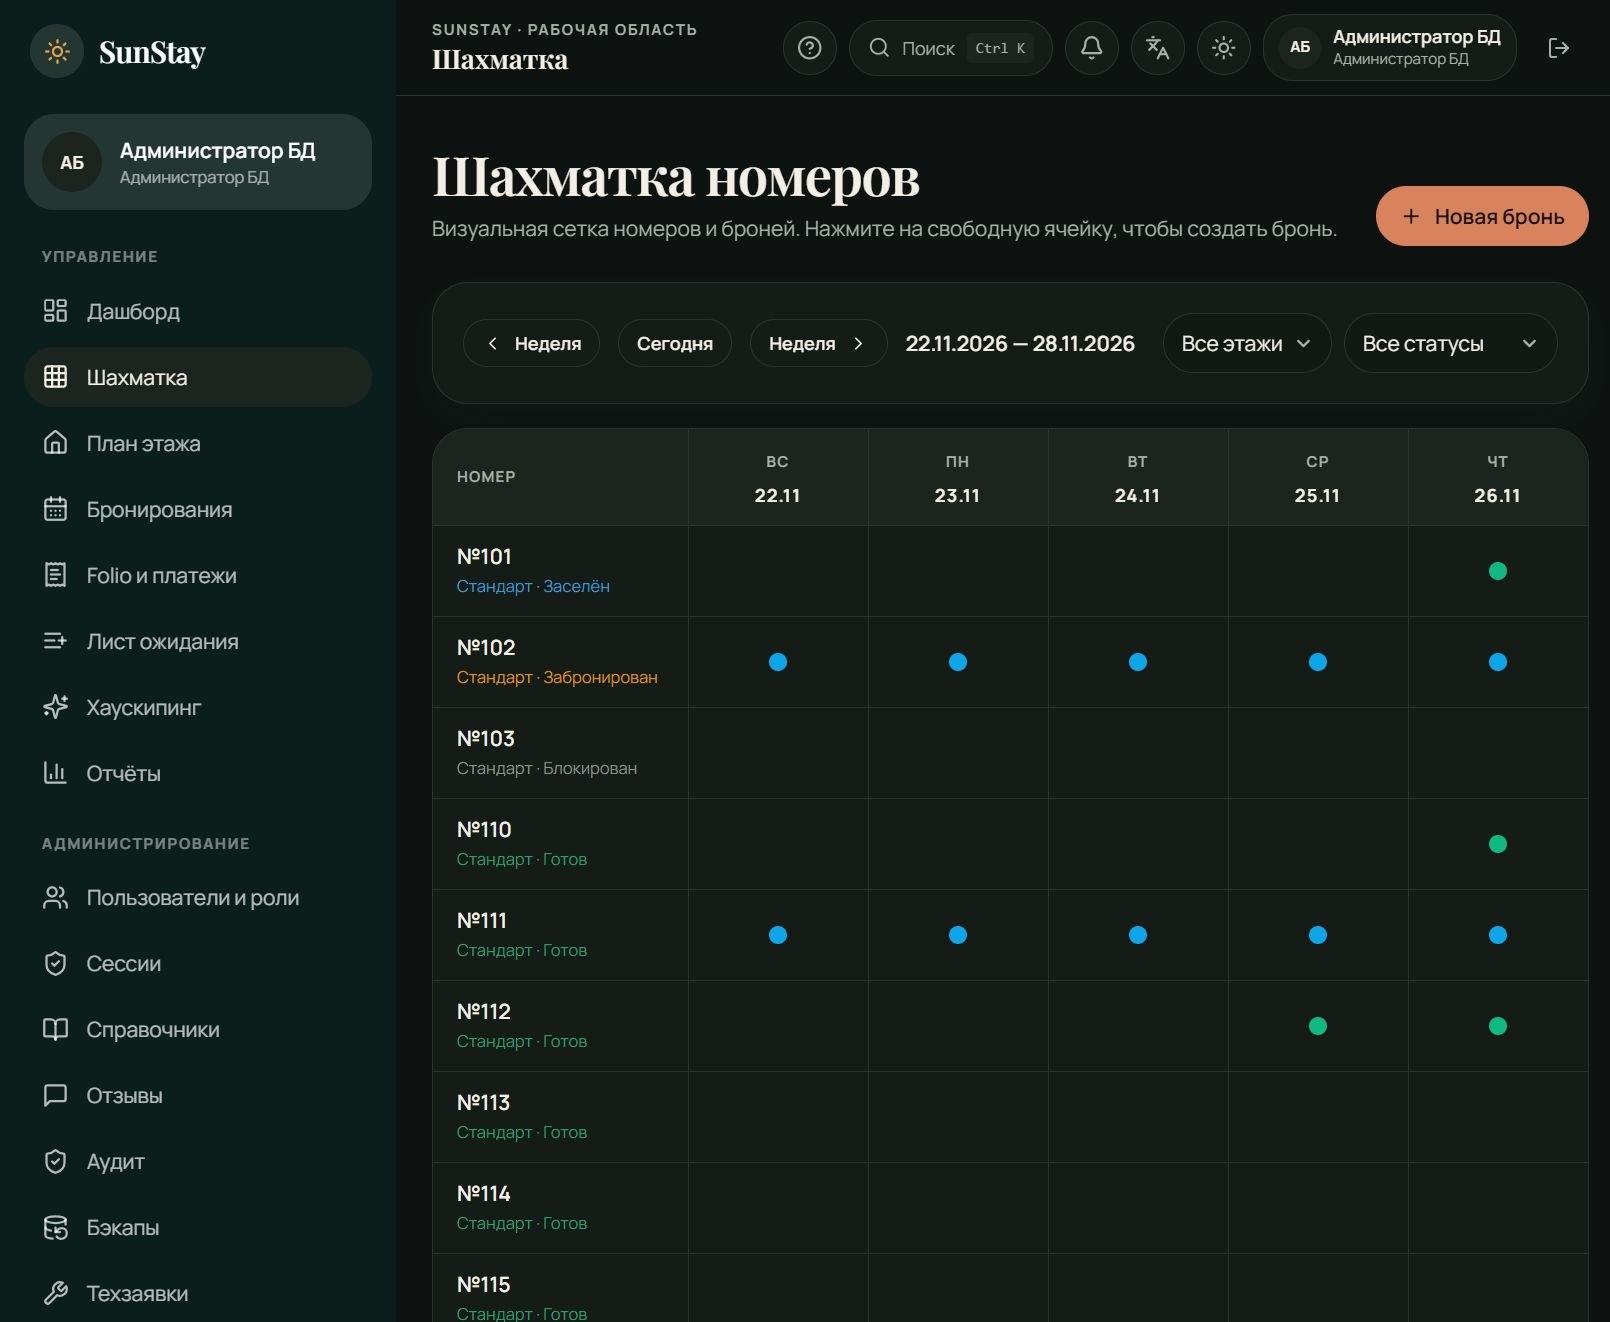 SunStay
АБ
Администратор БД
Администратор БД
УПРАВЛЕНИЕ
Дашборд
Шахматка
План этажа
Бронирования
Folio и платежи
Лист ожидания
Хаускипинг
Отчёты
АДМИНИСТРИРОВАНИЕ
Пользователи и роли
Сессии
Справочники
Отзывы
Аудит
Бэкапы
Техзаявки
SUNSTAY · РАБОЧАЯ ОБЛАСТЬ
Шахматка
Поиск Ctrl K
АБ
Администратор БД
Администратор БД
Шахматка номеров
Визуальная сетка номеров и броней. Нажмите на свободную ячейку, чтобы создать бронь.
+ Новая бронь
Неделя Сегодня Неделя 22.11.2026 — 28.11.2026 Все этажи Все статусы
НОМЕР
ВС ПН ВТ СР ЧТ
22.11 23.11 24.11 25.11 26.11
№101
Стандарт · Заселён
№102
Стандарт · Забронирован
№103
Стандарт · Блокирован
№110
Стандарт · Готов
№111
Стандарт · Готов
№112
Стандарт · Готов
№113
Стандарт · Готов
№114
Стандарт · Готов
№115
Стандарт · Готов